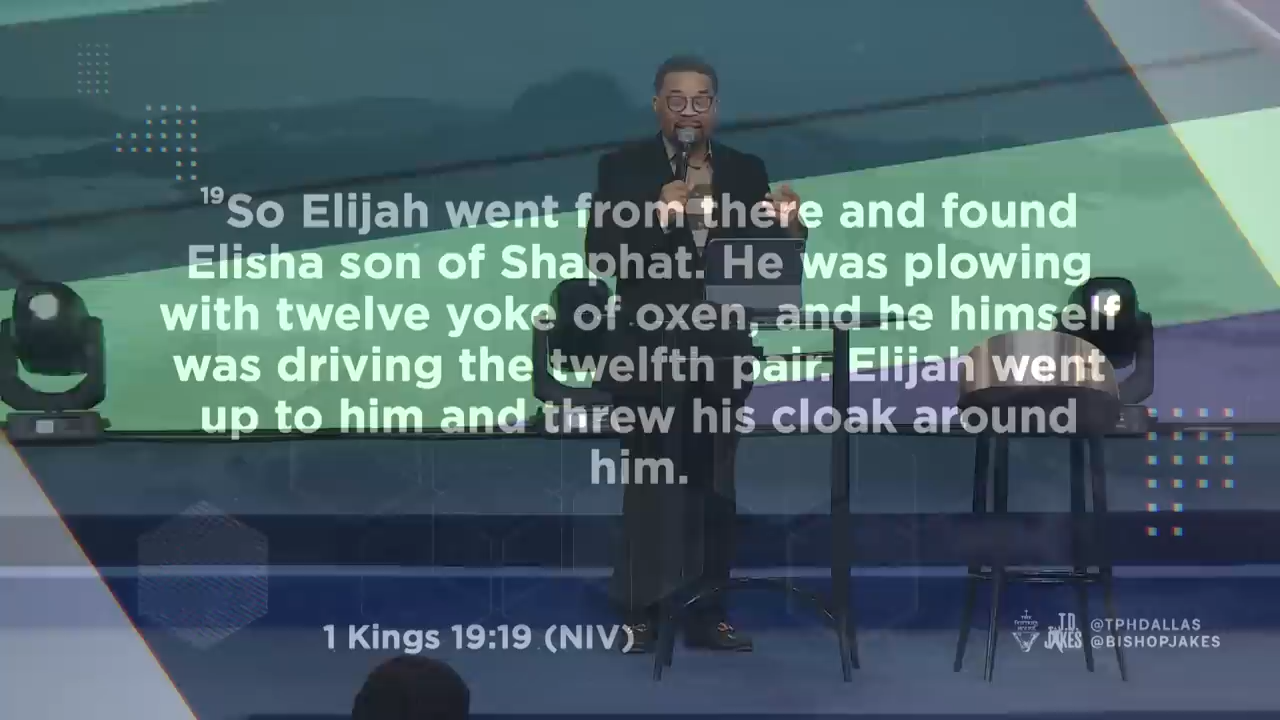 ¹⁹So Elijah went from there and found
Elisha son of Shaphat. He was plowing
with twelve yoke of oxen, and he himself
was driving the twelfth pair. Elijah went
up to him and threw his cloak around
him.
1 Kings 19:19 (NIV)
T.D.
JAKES
@TPHDALLAS
@BISHOPJAKES